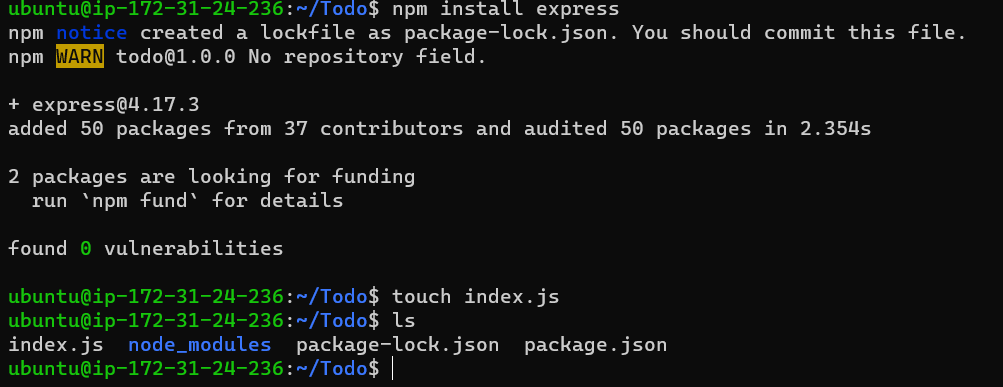 ubuntu@ip-172-31-24-236:~/Todo$ npm install express
npm notice created a lockfile as package-lock.json. You should commit this file.
npm WARN todo@1.0.0 No repository field.
+ express@4.17.3
added 50 packages from 37 contributors and audited 50 packages in 2.354s
2 packages are looking for funding
  run `npm fund` for details
found 0 vulnerabilities
ubuntu@ip-172-31-24-236:~/Todo$ touch index.js
ubuntu@ip-172-31-24-236:~/Todo$ ls
index.js  node_modules  package-lock.json  package.json
ubuntu@ip-172-31-24-236:~/Todo$